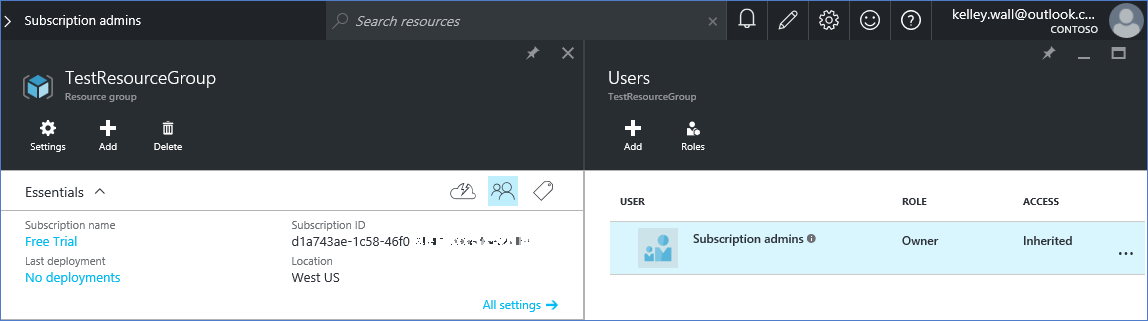 Subscription admins
Search resources
kelley.wall@outlook.c...
CONTOSO
TestResourceGroup
Resource group
Settings
Add
Delete
Essentials
Subscription name
Free Trial
Subscription ID
d1a743ae-1c58-46f0
Last deployment
No deployments
Location
West US
All settings
Users
TestResourceGroup
Add
Roles
USER ROLE ACCESS
Subscription admins Owner Inherited